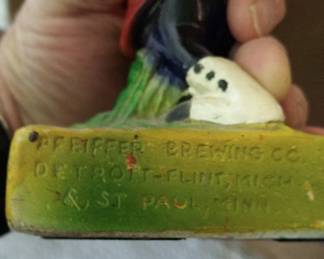 PFEIFFER BREWING CO.
DETROIT-FLINT, MICH.
&, ST PAUL, MINN.